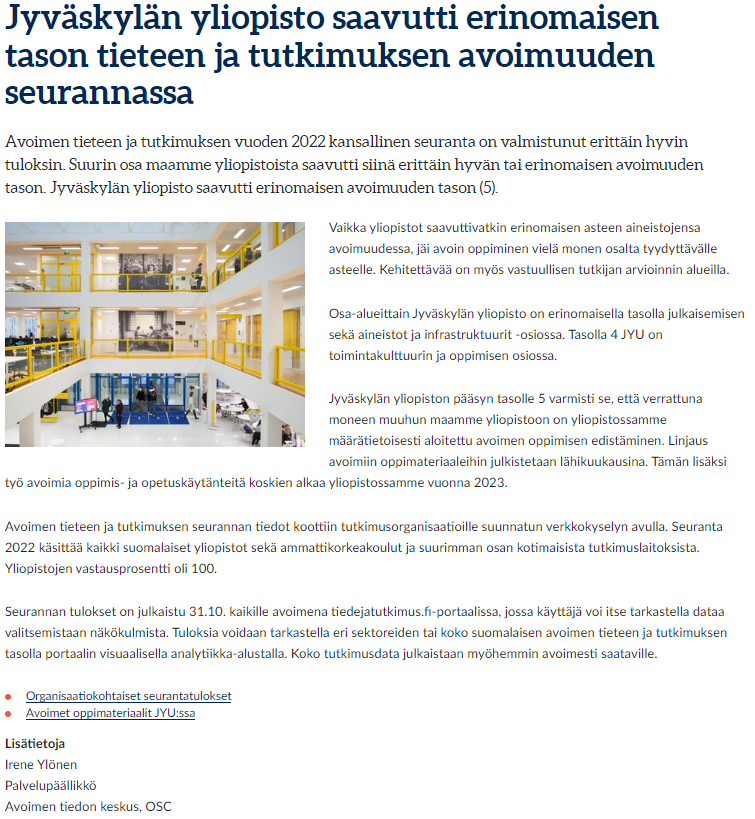 Jyväskylän yliopisto saavutti erinomaisen
tason tieteen ja tutkimuksen avoimuuden
seurannassa
Avoimen tieteen ja tutkimuksen vuoden 2022 kansallinen seuranta on valmistunut erittäin hyvin
tuloksin. Suurin osa maamme yliopistoista saavutti siinä erittäin hyvän tai erinomaisen avoimuuden
tason. Jyväskylän yliopisto saavutti erinomaisen avoimuuden tason (5).
Vaikka yliopistot saavuttivatkin erinomaisen asteen aineistojensa
avoimuudessa, jäi avoin oppiminen vielä monen osalta tyydyttävälle
asteelle. Kehitettävää on myös vastuullisen tutkijan arvioinnin alueilla.
Osa-alueittain Jyväskylän yliopisto on erinomaisella tasolla julkaisemisen
sekä aineistot ja infrastruktuurit -osiossa. Tasolla 4 JYU on
toimintakulttuurin ja oppimisen osiossa.
Jyväskylän yliopiston pääsyn tasolle 5 varmisti se, että verrattuna
moneen muuhun maamme yliopistoon on yliopistossamme
määrätietoisesti aloitettu avoimen oppimisen edistäminen. Linjaus
avoimiin oppimateriaaleihin julkistetaan lähikuukausina. Tämän lisäksi
työ avoimia oppimis- ja opetuskäytänteitä koskien alkaa yliopistossamme vuonna 2023.
Avoimen tieteen ja tutkimuksen seurannan tiedot koottiin tutkimusorganisaatioille suunnatun verkkokyselyn avulla. Seuranta
2022 käsittää kaikki suomalaiset yliopistot sekä ammattikorkeakoulut ja suurimman osan kotimaisista tutkimuslaitoksista.
Yliopistojen vastausprosentti oli 100.
Seurannan tulokset on julkaistu 31.10. kaikille avoimena tiedejatutkimus.fi-portaalissa, jossa käyttäjä voi itse tarkastella dataa
valitsemistaan näkökulmista. Tuloksia voidaan tarkastella eri sektoreiden tai koko suomalaisen avoimen tieteen ja tutkimuksen
tasolla portaalin visuaalisella analytiikka-alustalla. Koko tutkimusdata julkaistaan myöhemmin avoimesti saataville.
Organisaatiokohtaiset seurantatulokset
Avoimet oppimateriaalit JYU:ssa
Lisätietoja
Irene Ylönen
Palvelupäällikkö
Avoimen tiedon keskus, OSC